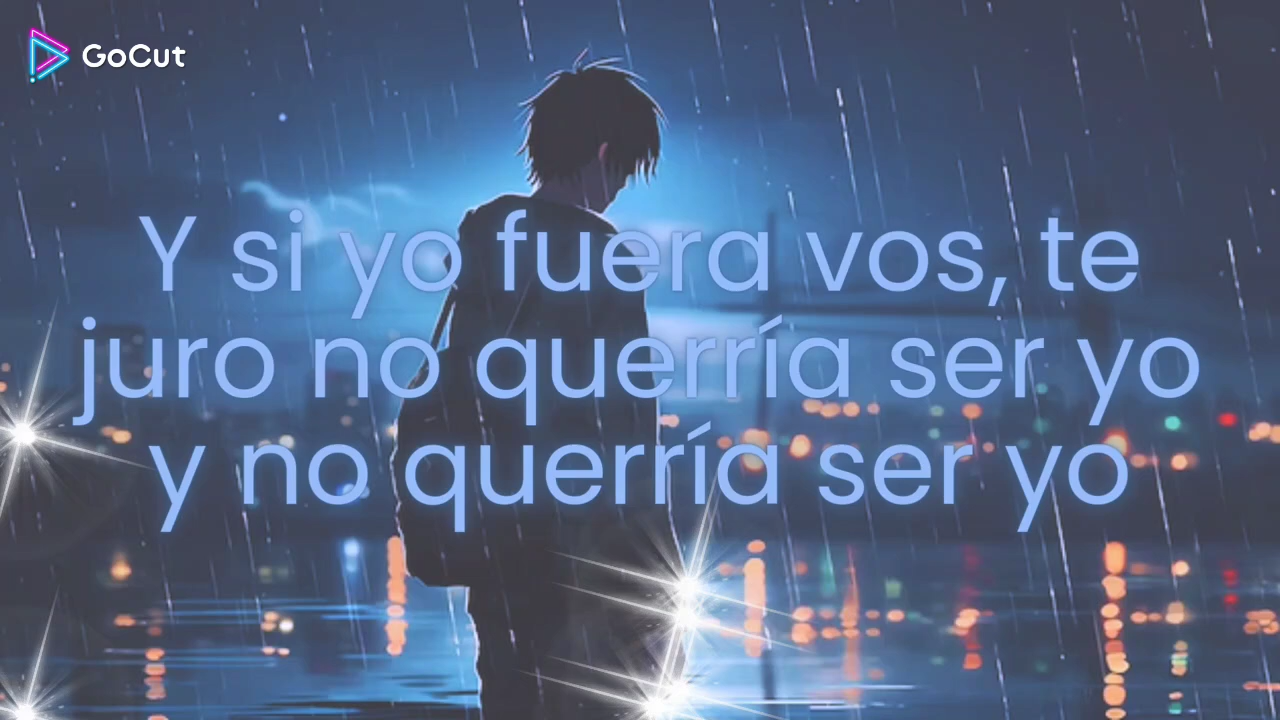 GoCut
Y si yo fuera vos, te
juro no querría ser yo
y no querría ser yo